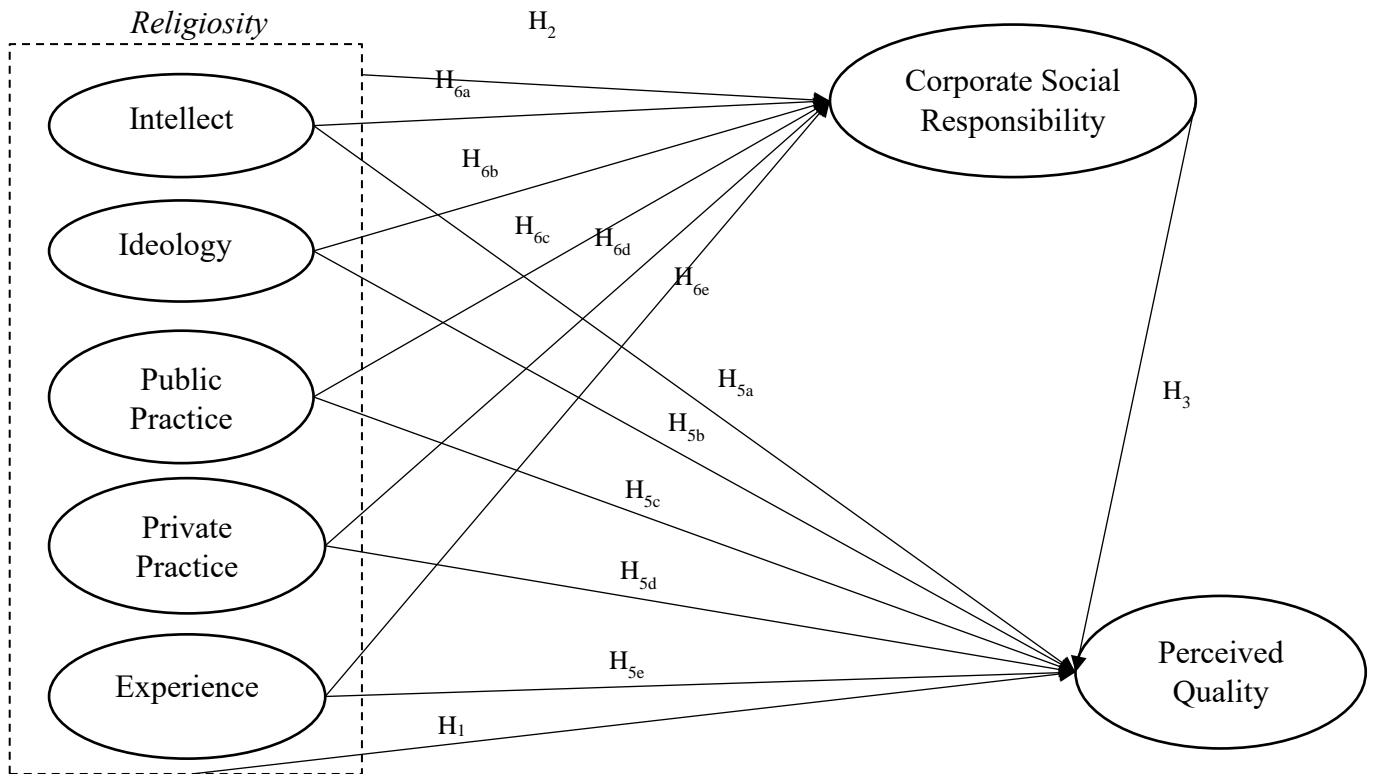 Religiosity
H2
Corporate Social
Responsibility
H6a
Intellect
H6b
Ideology
H6c
H6d
H6e
Public
Practice
H5a
H3
H5b
H5c
Private
Practice
H5d
Experience
H5e
Perceived
Quality
H1